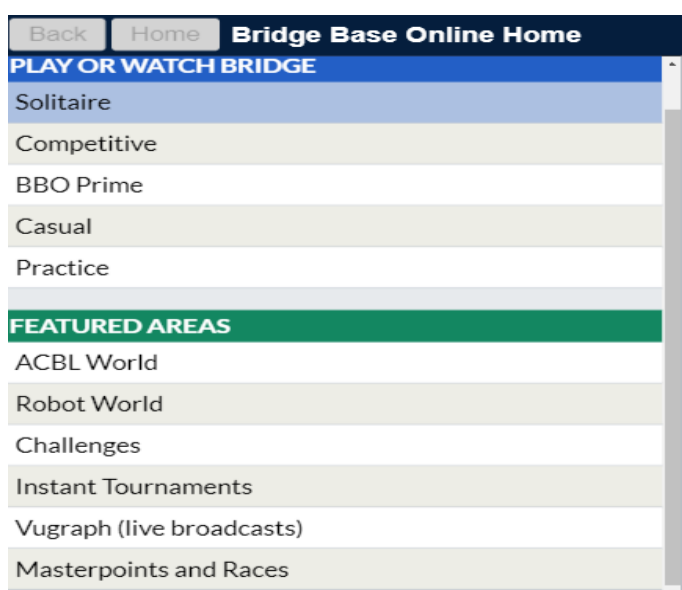 Back Home Bridge Base Online Home
PLAY OR WATCH BRIDGE
Solitaire
Competitive
BBO Prime
Casual
Practice
FEATURED AREAS
ACBL World
Robot World
Challenges
Instant Tournaments
Vugraph (live broadcasts)
Masterpoints and Races